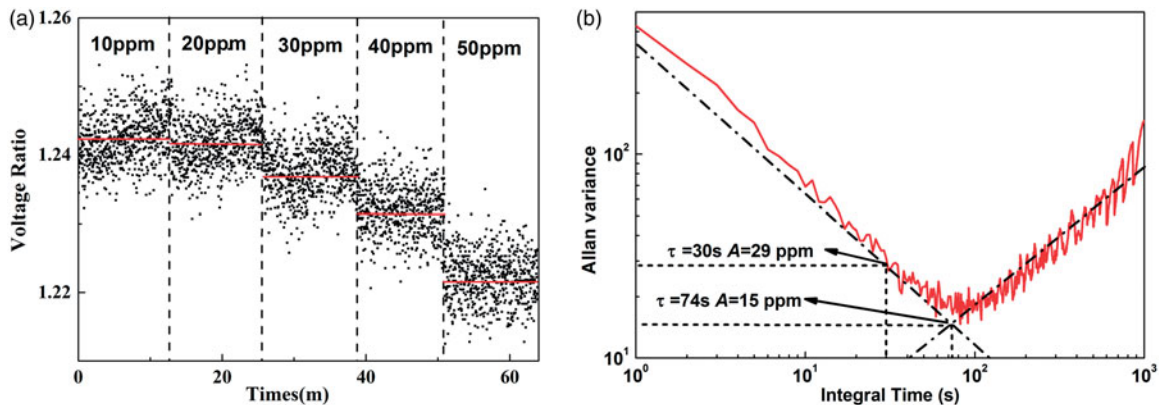 (a)
1.26
10ppm 20ppm 30ppm 40ppm 50ppm
1.24
1.22
Voltage Ratio
0 20 40 60
Times(m)
(b)
10²
10¹
Allan variance
τ =30s A=29 ppm
τ =74s A=15 ppm
10⁰ 10¹ 10² 10³
Integral Time (s)